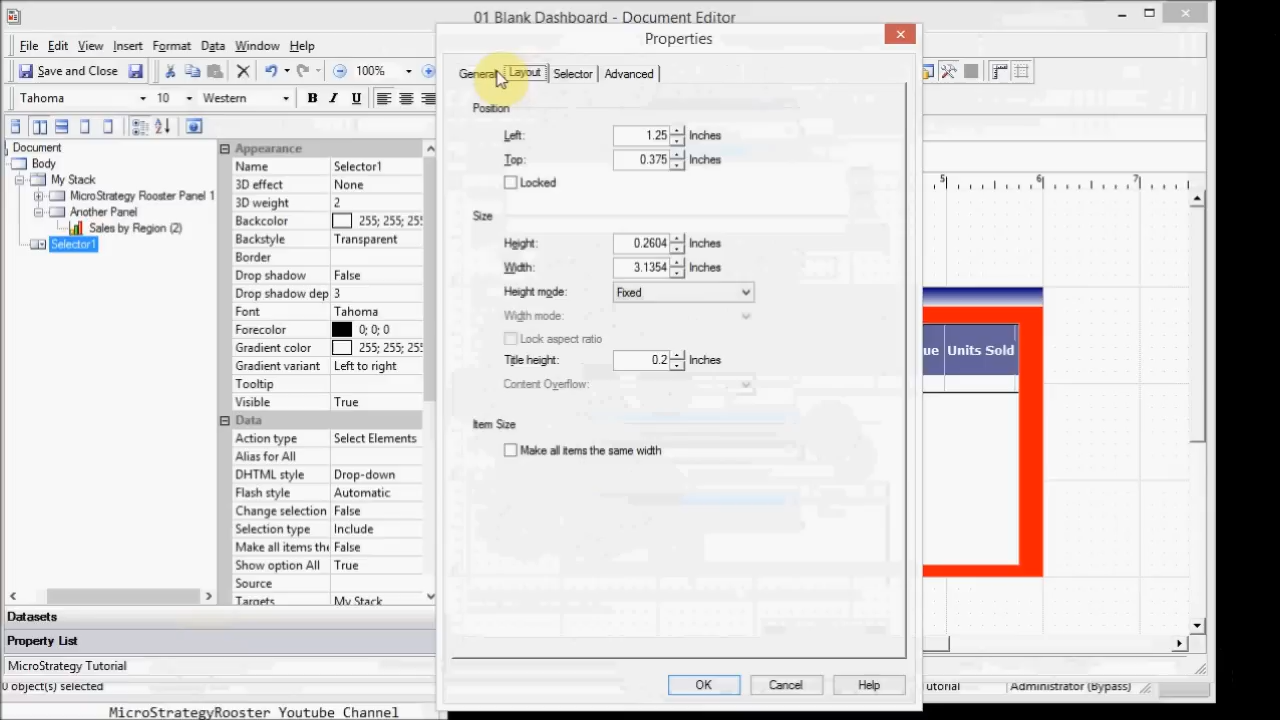 01 Blank Dashboard - Document Editor
Properties
File Edit View Insert Format Data Window Help
Save and Close 100%
Tahoma 10 Western B I U
General Layout Selector Advanced
Document
Body
My Stack
MicroStrategy Rooster Panel 1
Another Panel
Sales by Region (2)
Selector1
Appearance
Name Selector1
3D effect None
3D weight 2
Backcolor 255; 255; 25
Backstyle Transparent
Border
Drop shadow False
Drop shadow dep 3
Font Tahoma
Forecolor 0; 0; 0
Gradient color 255; 255; 25
Gradient variant Left to right
Tooltip
Visible True
Data
Action type Select Elements
Alias for All
DHTML style Drop-down
Flash style Automatic
Change selection False
Selection type Include
Make all items the False
Show option All True
Source
Targets My Stack
Position
Left: 1.25 Inches
Top: 0.375 Inches
Locked
Size
Height: 0.2604 Inches
Width: 3.1354 Inches
Height mode: Fixed
Width mode:
Lock aspect ratio
Title height: 0.2 Inches
Content Overflow:
Item Size
Make all items the same width
OK Cancel Help
5 6 7
ue Units Sold
Datasets
Property List
MicroStrategy Tutorial
0 object(s) selected
utorial Administrator (Bypass)
MicroStrategyRooster Youtube Channel